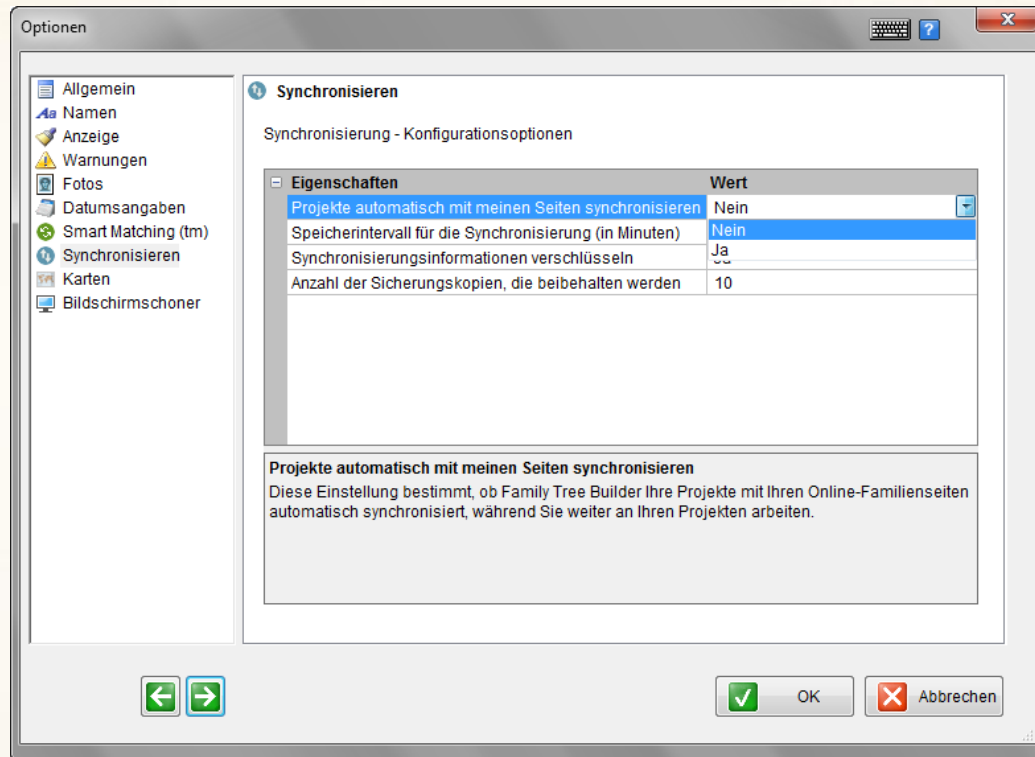 Optionen
?
Allgemein
Aa Namen
Anzeige
Warnungen
Fotos
Datumsangaben
Smart Matching (tm)
Synchronisieren
Karten
Bildschirmschoner
Synchronisieren
Synchronisierung - Konfigurationsoptionen
Eigenschaften Wert
Projekte automatisch mit meinen Seiten synchronisieren Nein
Speicherintervall für die Synchronisierung (in Minuten) Nein
Synchronisierungsinformationen verschlüsseln Ja
Anzahl der Sicherungskopien, die beibehalten werden 10
Projekte automatisch mit meinen Seiten synchronisieren
Diese Einstellung bestimmt, ob Family Tree Builder Ihre Projekte mit Ihren Online-Familienseiten
automatisch synchronisiert, während Sie weiter an Ihren Projekten arbeiten.
OK Abbrechen